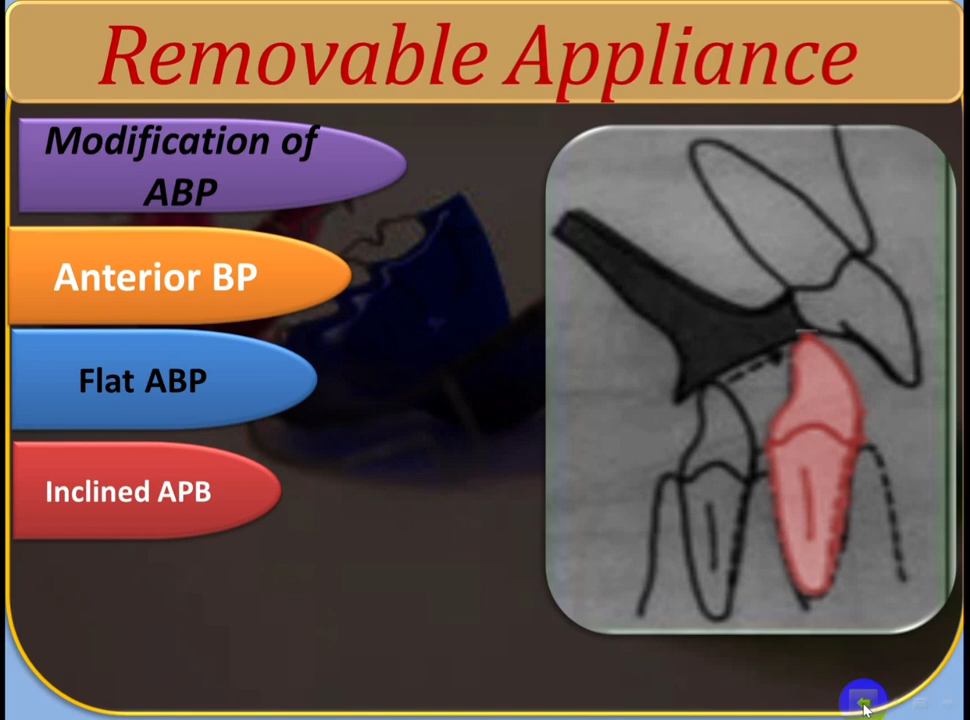 Removable Appliance
Modification of
ABP
Anterior BP
Flat ABP
Inclined APB